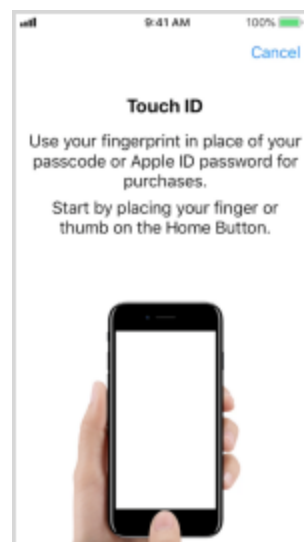 9:41 AM
100%
Cancel
Touch ID
Use your fingerprint in place of your
passcode or Apple ID password for
purchases.
Start by placing your finger or
thumb on the Home Button.